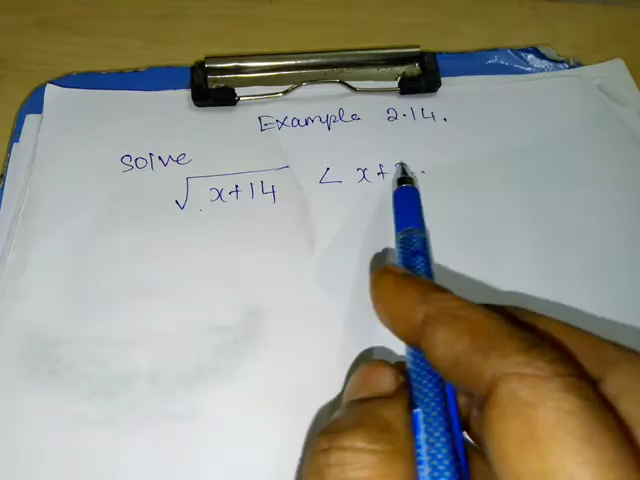 Example 2.14.
Solve
√x+14 < x+